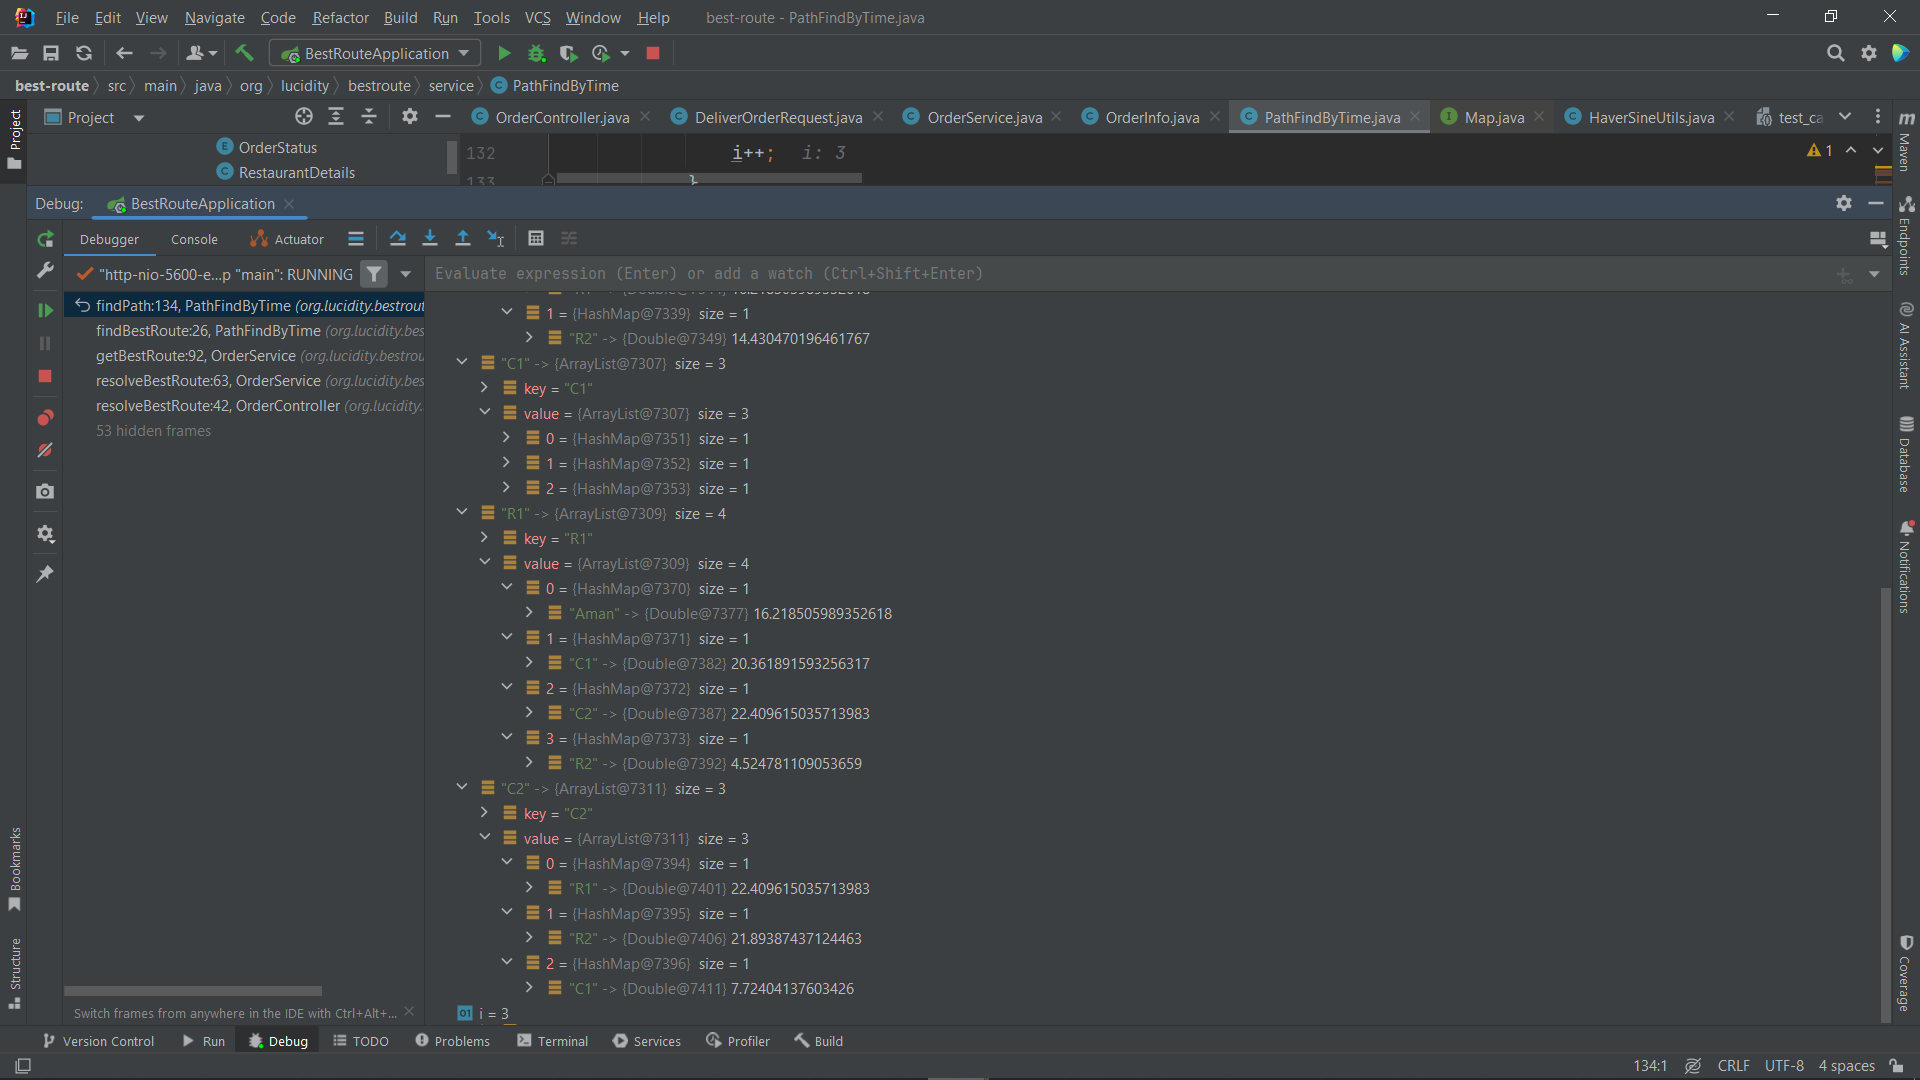 File Edit View Navigate Code Refactor Build Run Tools VCS Window Help best-route - PathFindByTime.java
BestRouteApplication
best-route src main java org lucidity bestroute service PathFindByTime
Project OrderController.java DeliverOrderRequest.java OrderService.java OrderInfo.java PathFindByTime.java Map.java HaverSineUtils.java test_ca
OrderStatus
RestaurantDetails
132 i++; i: 3
133 }
1
Debug: BestRouteApplication
Debugger Console Actuator
"http-nio-5600-e...p "main": RUNNING
Evaluate expression (Enter) or add a watch (Ctrl+Shift+Enter)
findPath:134, PathFindByTime (org.lucidity.bestrout
findBestRoute:26, PathFindByTime (org.lucidity.bes
getBestRoute:92, OrderService (org.lucidity.bestrou
resolveBestRoute:63, OrderService (org.lucidity.bes
resolveBestRoute:42, OrderController (org.lucidity.
53 hidden frames
1 = {HashMap@7339} size = 1
"R2" -> {Double@7349} 14.430470196461767
"C1" -> {ArrayList@7307} size = 3
key = "C1"
value = {ArrayList@7307} size = 3
0 = {HashMap@7351} size = 1
1 = {HashMap@7352} size = 1
2 = {HashMap@7353} size = 1
"R1" -> {ArrayList@7309} size = 4
key = "R1"
value = {ArrayList@7309} size = 4
0 = {HashMap@7370} size = 1
"Aman" -> {Double@7377} 16.218505989352618
1 = {HashMap@7371} size = 1
"C1" -> {Double@7382} 20.361891593256317
2 = {HashMap@7372} size = 1
"C2" -> {Double@7387} 22.409615035713983
3 = {HashMap@7373} size = 1
"R2" -> {Double@7392} 4.524781109053659
"C2" -> {ArrayList@7311} size = 3
key = "C2"
value = {ArrayList@7311} size = 3
0 = {HashMap@7394} size = 1
"R1" -> {Double@7401} 22.409615035713983
1 = {HashMap@7395} size = 1
"R2" -> {Double@7406} 21.89387437124463
2 = {HashMap@7396} size = 1
"C1" -> {Double@7411} 7.72404137603426
01 i = 3
Switch frames from anywhere in the IDE with Ctrl+Alt+...
Project
Bookmarks
Structure
Maven
Endpoints
AI Assistant
Database
Notifications
Coverage
Version Control Run Debug TODO Problems Terminal Services Profiler Build
134:1 CRLF UTF-8 4 spaces